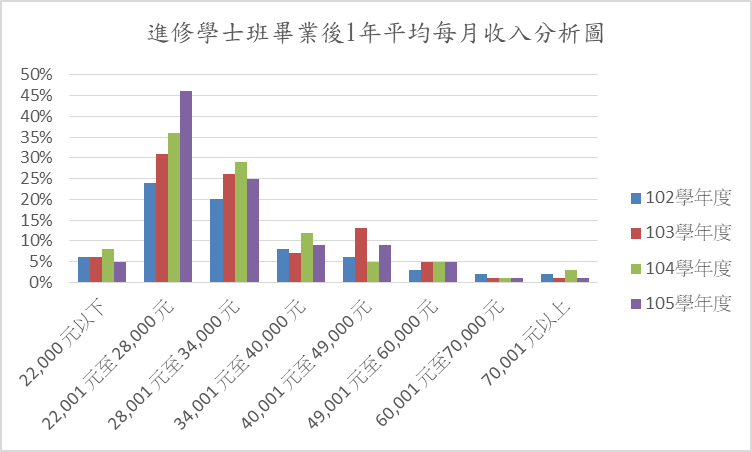 進修學士班畢業後1年平均每月收入分析圖
50%
45%
40%
35%
30%
25%
20%
15%
10%
5%
0%
22,000 元以下
22,001 元至 28,000 元
28,001 元至 34,000 元
34,001 元至 40,000 元
40,001 元至 49,000 元
49,001 元至 60,000 元
60,001 元至70,000 元
70,001 元以上
102學年度
103學年度
104學年度
105學年度